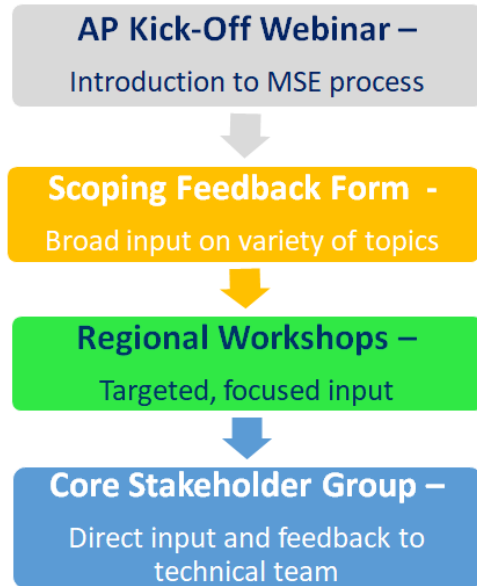 AP Kick-Off Webinar –
Introduction to MSE process
Scoping Feedback Form -
Broad input on variety of topics
Regional Workshops –
Targeted, focused input
Core Stakeholder Group –
Direct input and feedback to
technical team